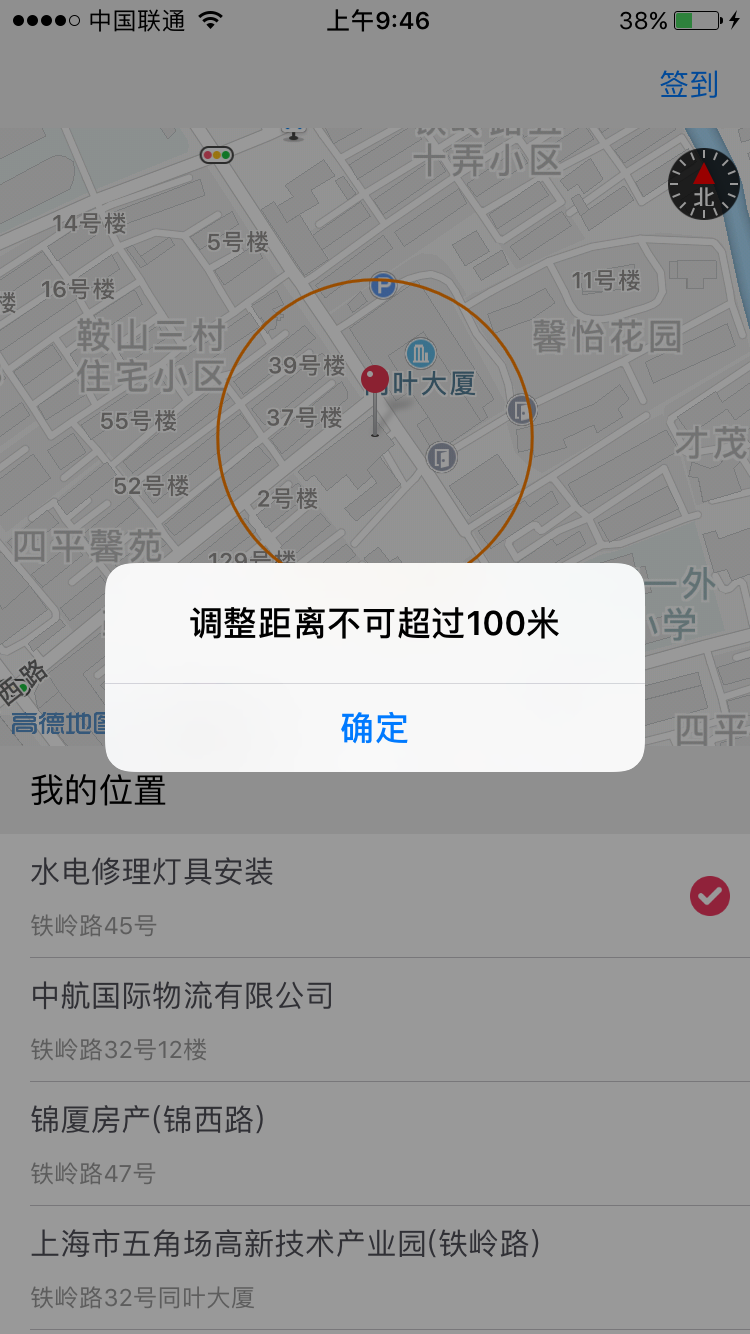 中国联通
上午9:46
38%
签到
十弄小区
北
14号楼
5号楼
11号楼
16号楼
楼
鞍山三村
住宅小区
馨怡花园
P
39号楼
叶大厦
37号楼
55号楼
才茂
52号楼
2号楼
四平馨苑
129号楼
一外
小学
西路
高德地图
四平
调整距离不可超过100米
确定
我的位置
水电修理灯具安装
铁岭路45号
中航国际物流有限公司
铁岭路32号12楼
锦厦房产(锦西路)
铁岭路47号
上海市五角场高新技术产业园(铁岭路)
铁岭路32号同叶大厦